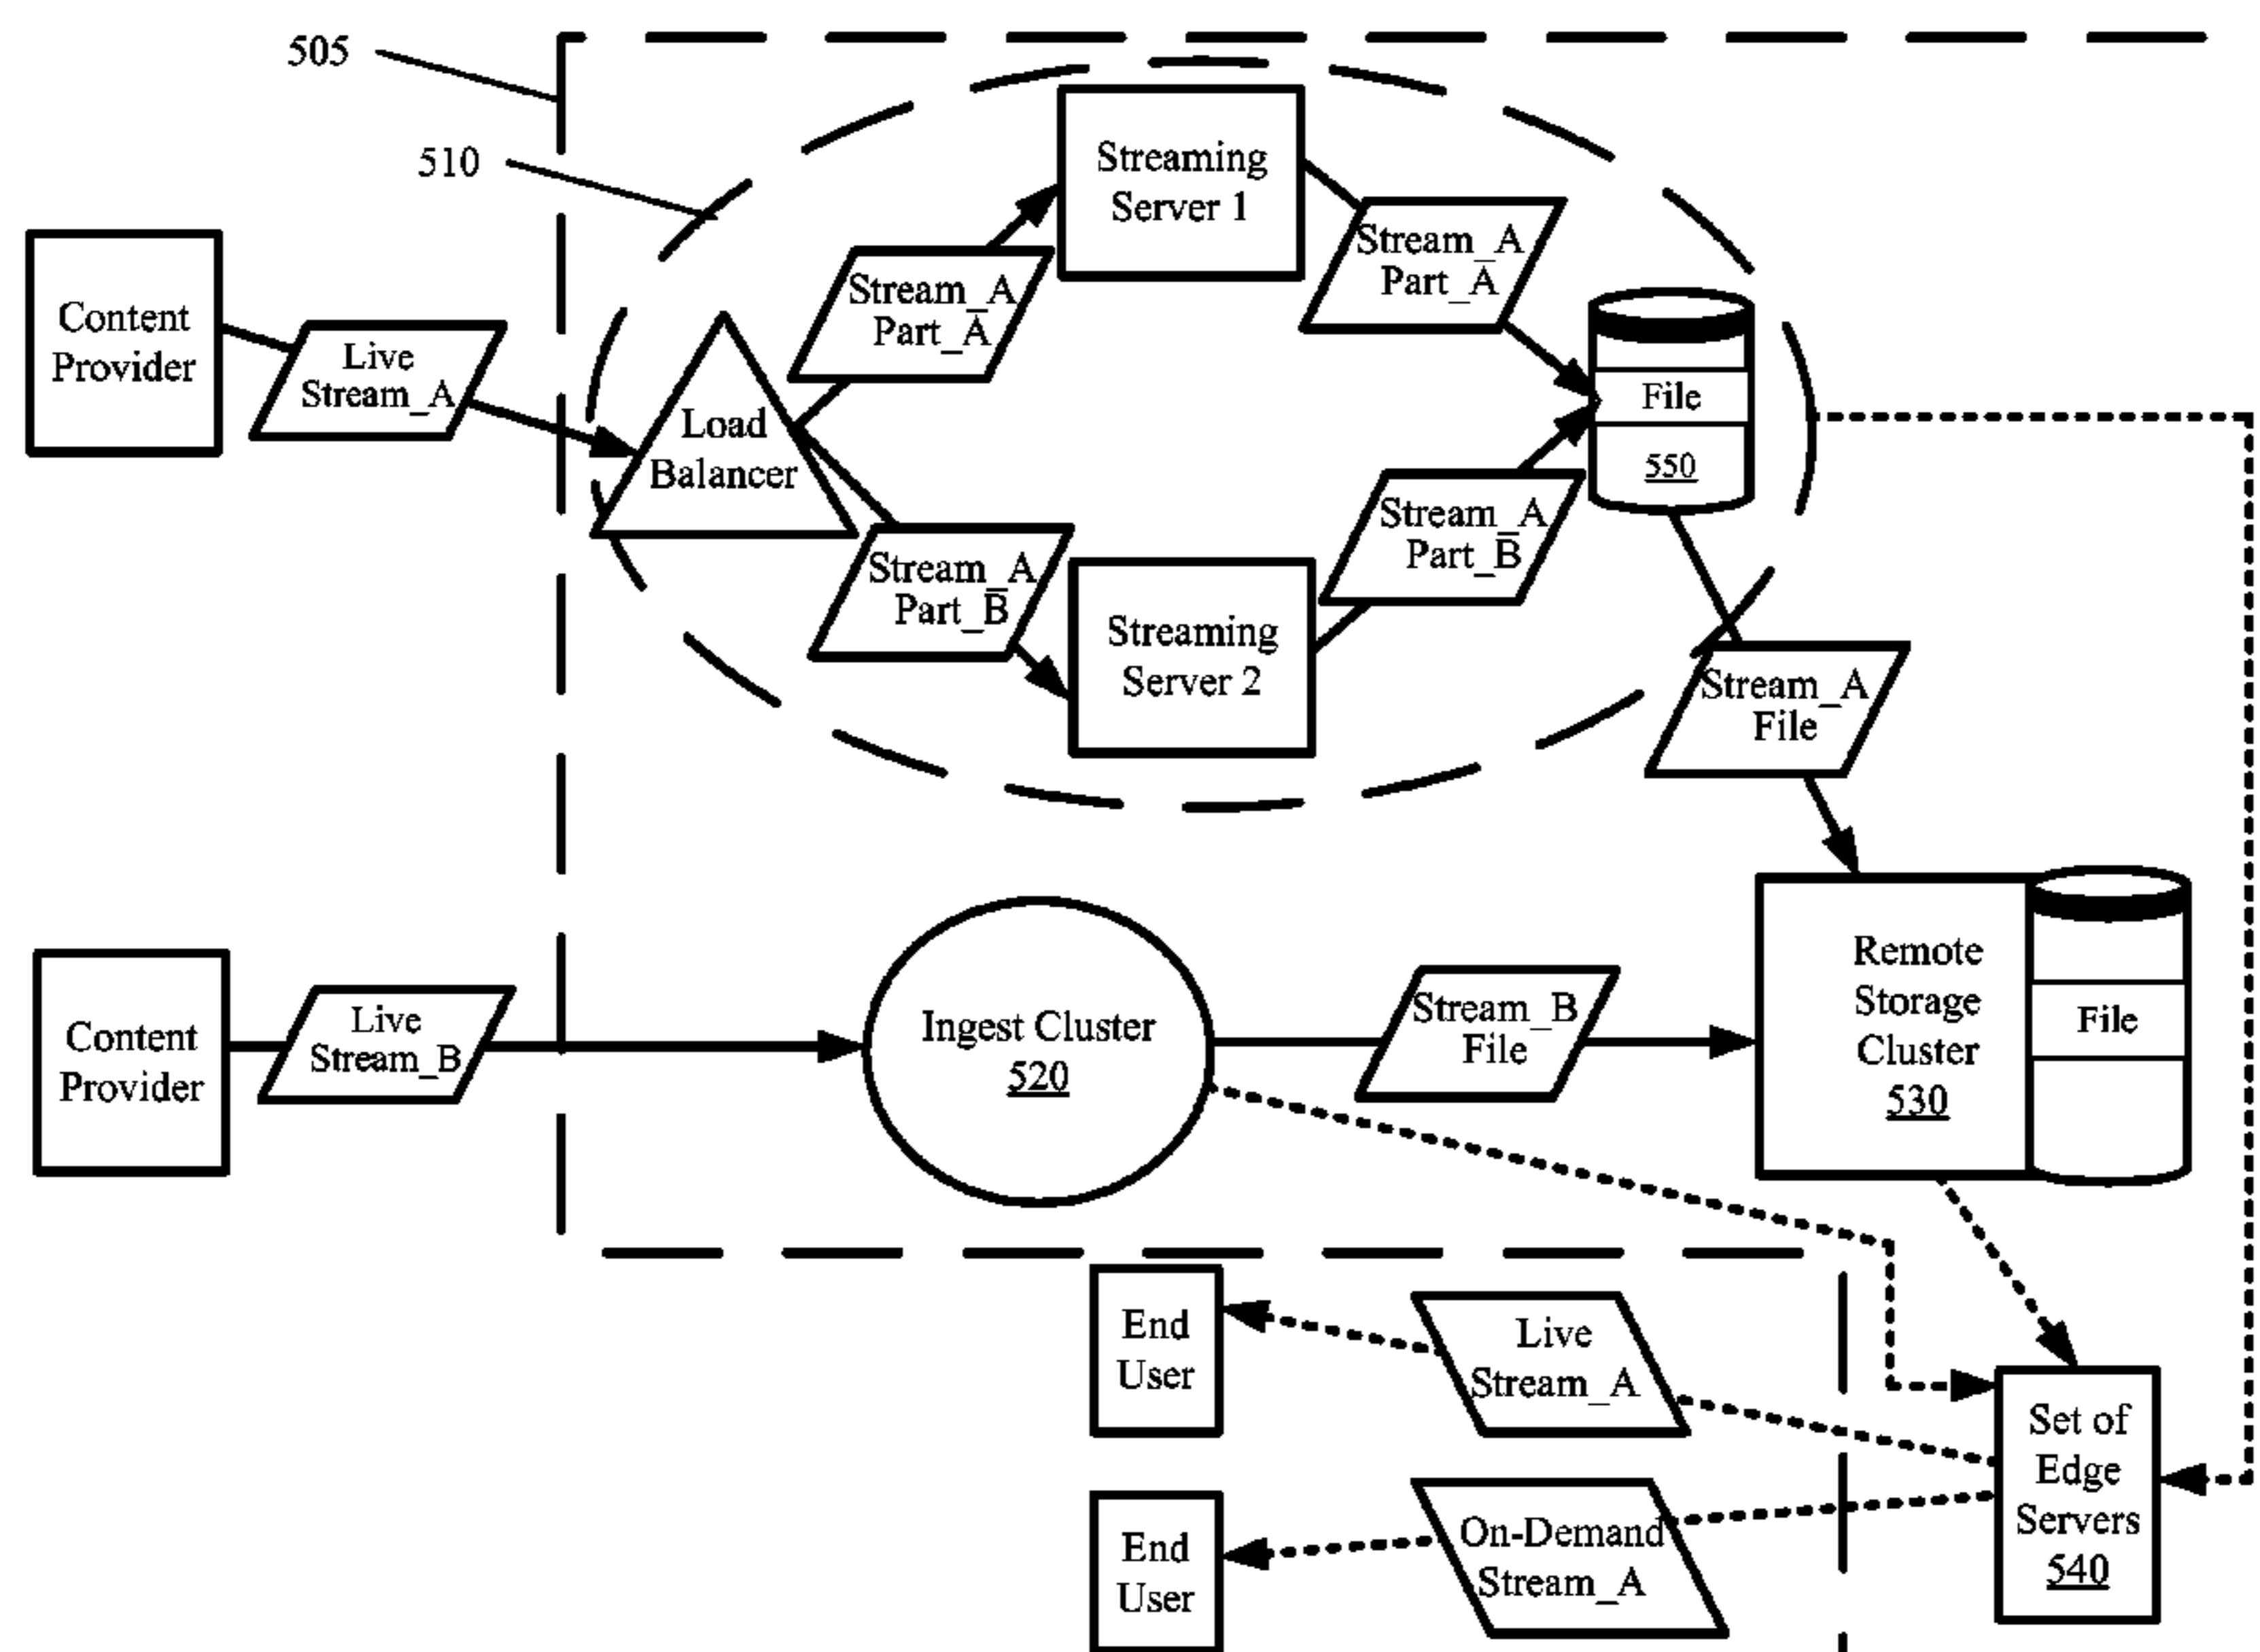 505
510
Streaming
Server 1
Stream_A
Part_A
Stream_A
Part_A
Content
Provider
Live
Stream_A
Load
Balancer
File
550
Stream_A
Part_B
Stream_A
Part_B
Streaming
Server 2
Stream_A
File
Content
Provider
Live
Stream_B
Ingest Cluster
520
Stream_B
File
Remote
Storage
Cluster
530
File
End
User
Live
Stream_A
Set of
Edge
Servers
540
End
User
On-Demand
Stream_A